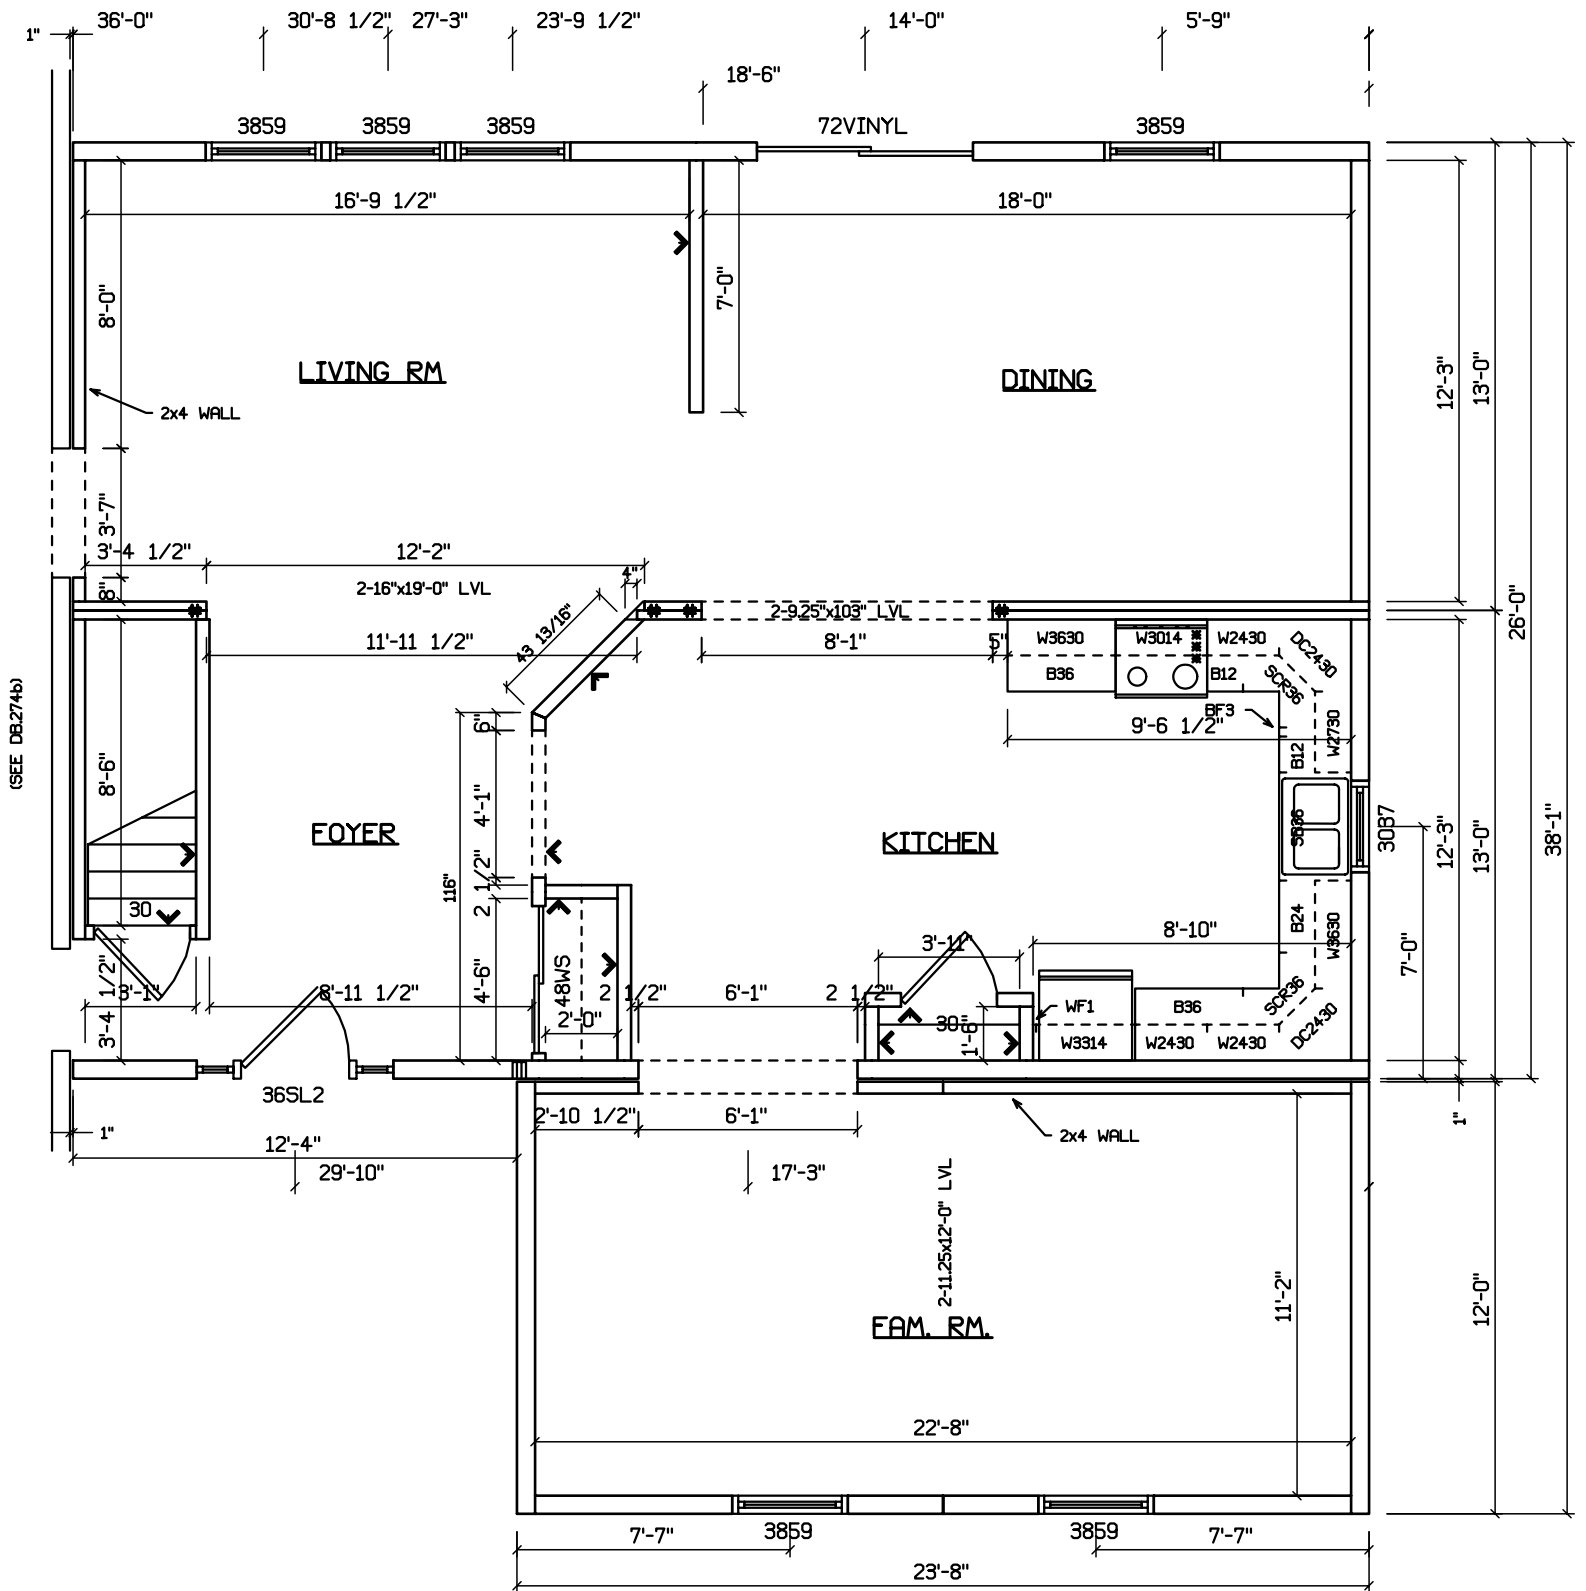 36'-0" 30'-8 1/2" 27'-3" 23'-9 1/2" 14'-0" 5'-9"
1"
18'-6"
3859 3859 3859 72VINYL 3859
16'-9 1/2" 18'-0"
8'-0"
7'-0"
LIVING RM
DINING
2x4 WALL
12'-3"
13'-0"
3'-7"
3'-4 1/2" 12'-2"
4"
2-16"x19'-0" LVL
8"
2-9.25"x103" LVL
26'-0"
43 13/16"
11'-11 1/2" 8'-1" 5"
W3630 W3014 W2430 DC2430
B36 B12 SCR36
(SEE DB.274b)
BF3
6"
9'-6 1/2"
B12 W2730
8'-6"
4'-1"
FOYER
KITCHEN
SB36
3087
12'-3"
13'-0"
38'-1"
116"
2 1/2"
30
B24 W3630
8'-10"
3'-11"
7'-0"
4'-6"
48WS
3'-4 1/2"
3'-1" 8'-11 1/2" 2 1/2" 6'-1" 2 1/2"
SCR36
DC2430
WF1 B36
2'-0"
30
1'-6"
W3314 W2430 W2430
36SL2
2'-10 1/2" 6'-1"
1"
1"
2x4 WALL
12'-4"
29'-10" 17'-3"
2-11.25x12'-0" LVL
11'-2"
12'-0"
FAM. RM.
22'-8"
7'-7" 3859 3859 7'-7"
23'-8"